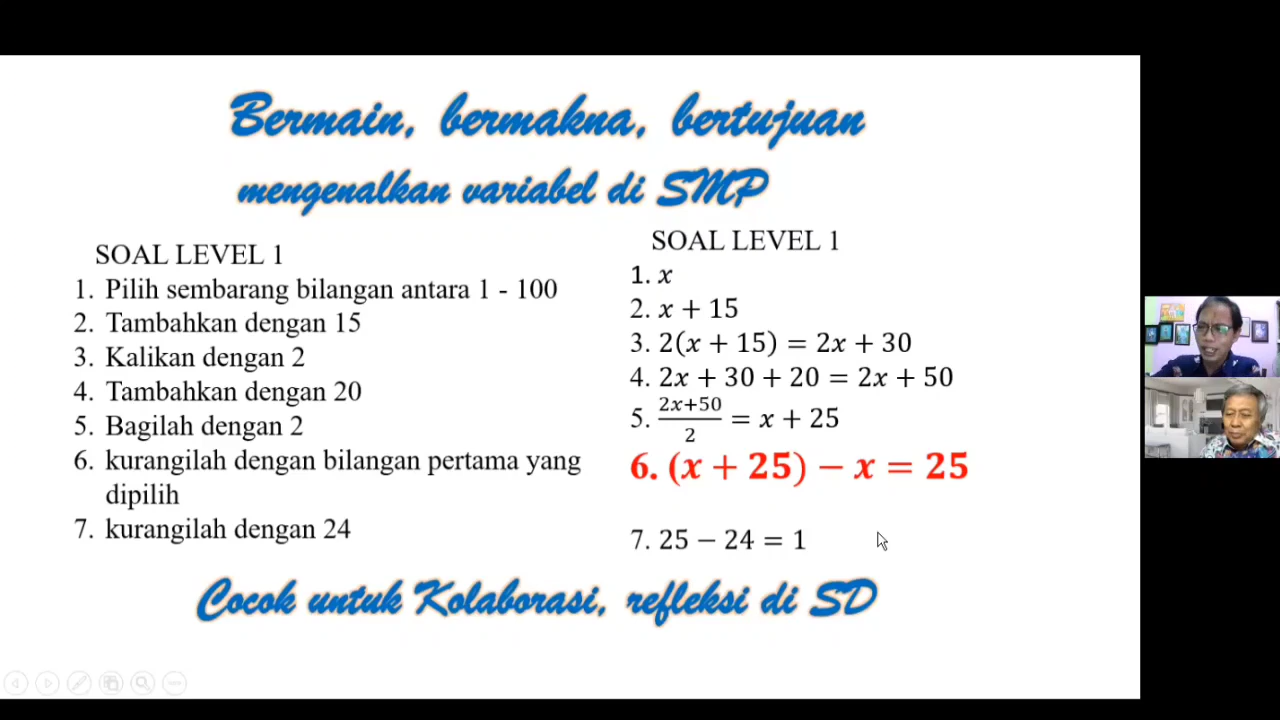 Bermain, bermakna, bertujuan
mengenalkan variabel di SMP
SOAL LEVEL 1
1. Pilih sembarang bilangan antara 1 - 100
2. Tambahkan dengan 15
3. Kalikan dengan 2
4. Tambahkan dengan 20
5. Bagilah dengan 2
6. kurangilah dengan bilangan pertama yang
dipilih
7. kurangilah dengan 24
SOAL LEVEL 1
1. x
2. x + 15
3. 2(x + 15) = 2x + 30
4. 2x + 30 + 20 = 2x + 50
5. (2x+50)/2 = x + 25
6. (x + 25) − x = 25
7. 25 − 24 = 1
Cocok untuk Kolaborasi, refleksi di SD